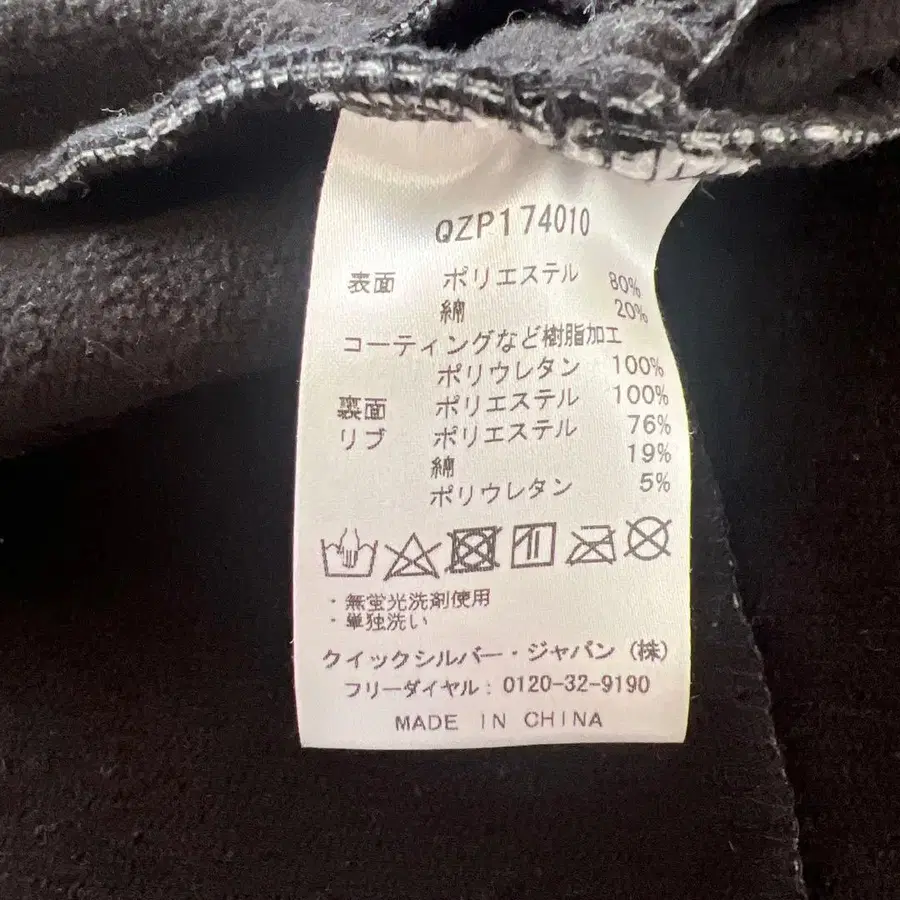 QZP174010
表面 ポリエステル 80%
綿 20%
コーティングなど樹脂加工
ポリウレタン 100%
裏面 ポリエステル 100%
リブ ポリエステル 76%
綿 19%
ポリウレタン 5%
・無蛍光洗剤使用
・単独洗い
クイックシルバー・ジャパン(株)
フリーダイヤル:0120-32-9190
MADE IN CHINA